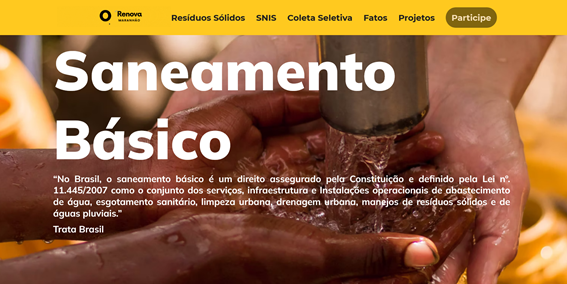 Renova
MARANHÃO
Resíduos Sólidos SNIS Coleta Seletiva Fatos Projetos Participe
Saneamento
Básico
“No Brasil, o saneamento básico é um direito assegurado pela Constituição e definido pela Lei nº.
11.445/2007 como o conjunto dos serviços, infraestrutura e Instalações operacionais de abastecimento
de água, esgotamento sanitário, limpeza urbana, drenagem urbana, manejos de resíduos sólidos e de
águas pluviais.”
Trata Brasil